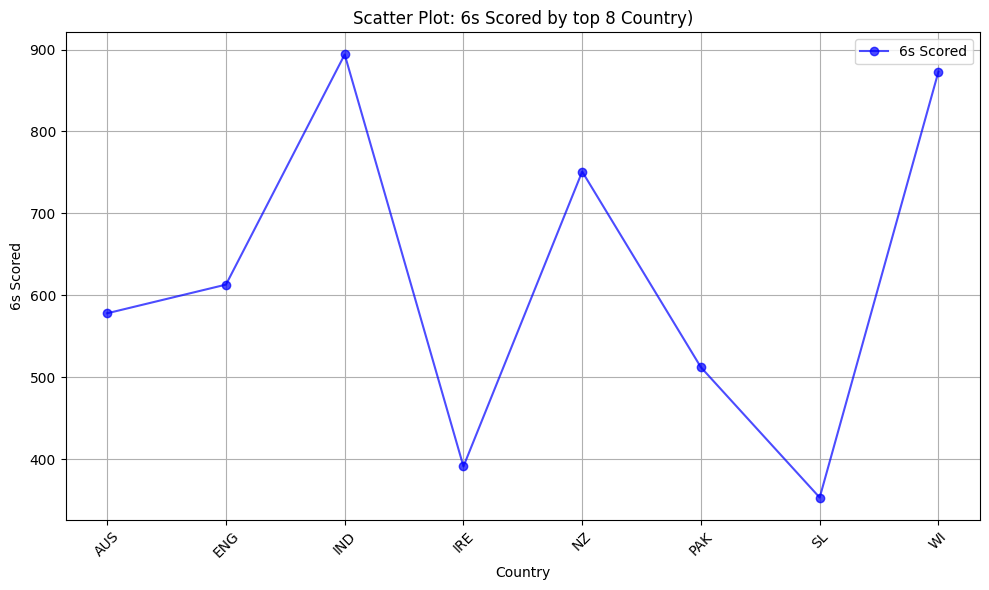 Scatter Plot: 6s Scored by top 8 Country)
6s Scored
900
800
700
600
500
400
6s Scored
AUS
ENG
IND
IRE
NZ
PAK
SL
WI
Country